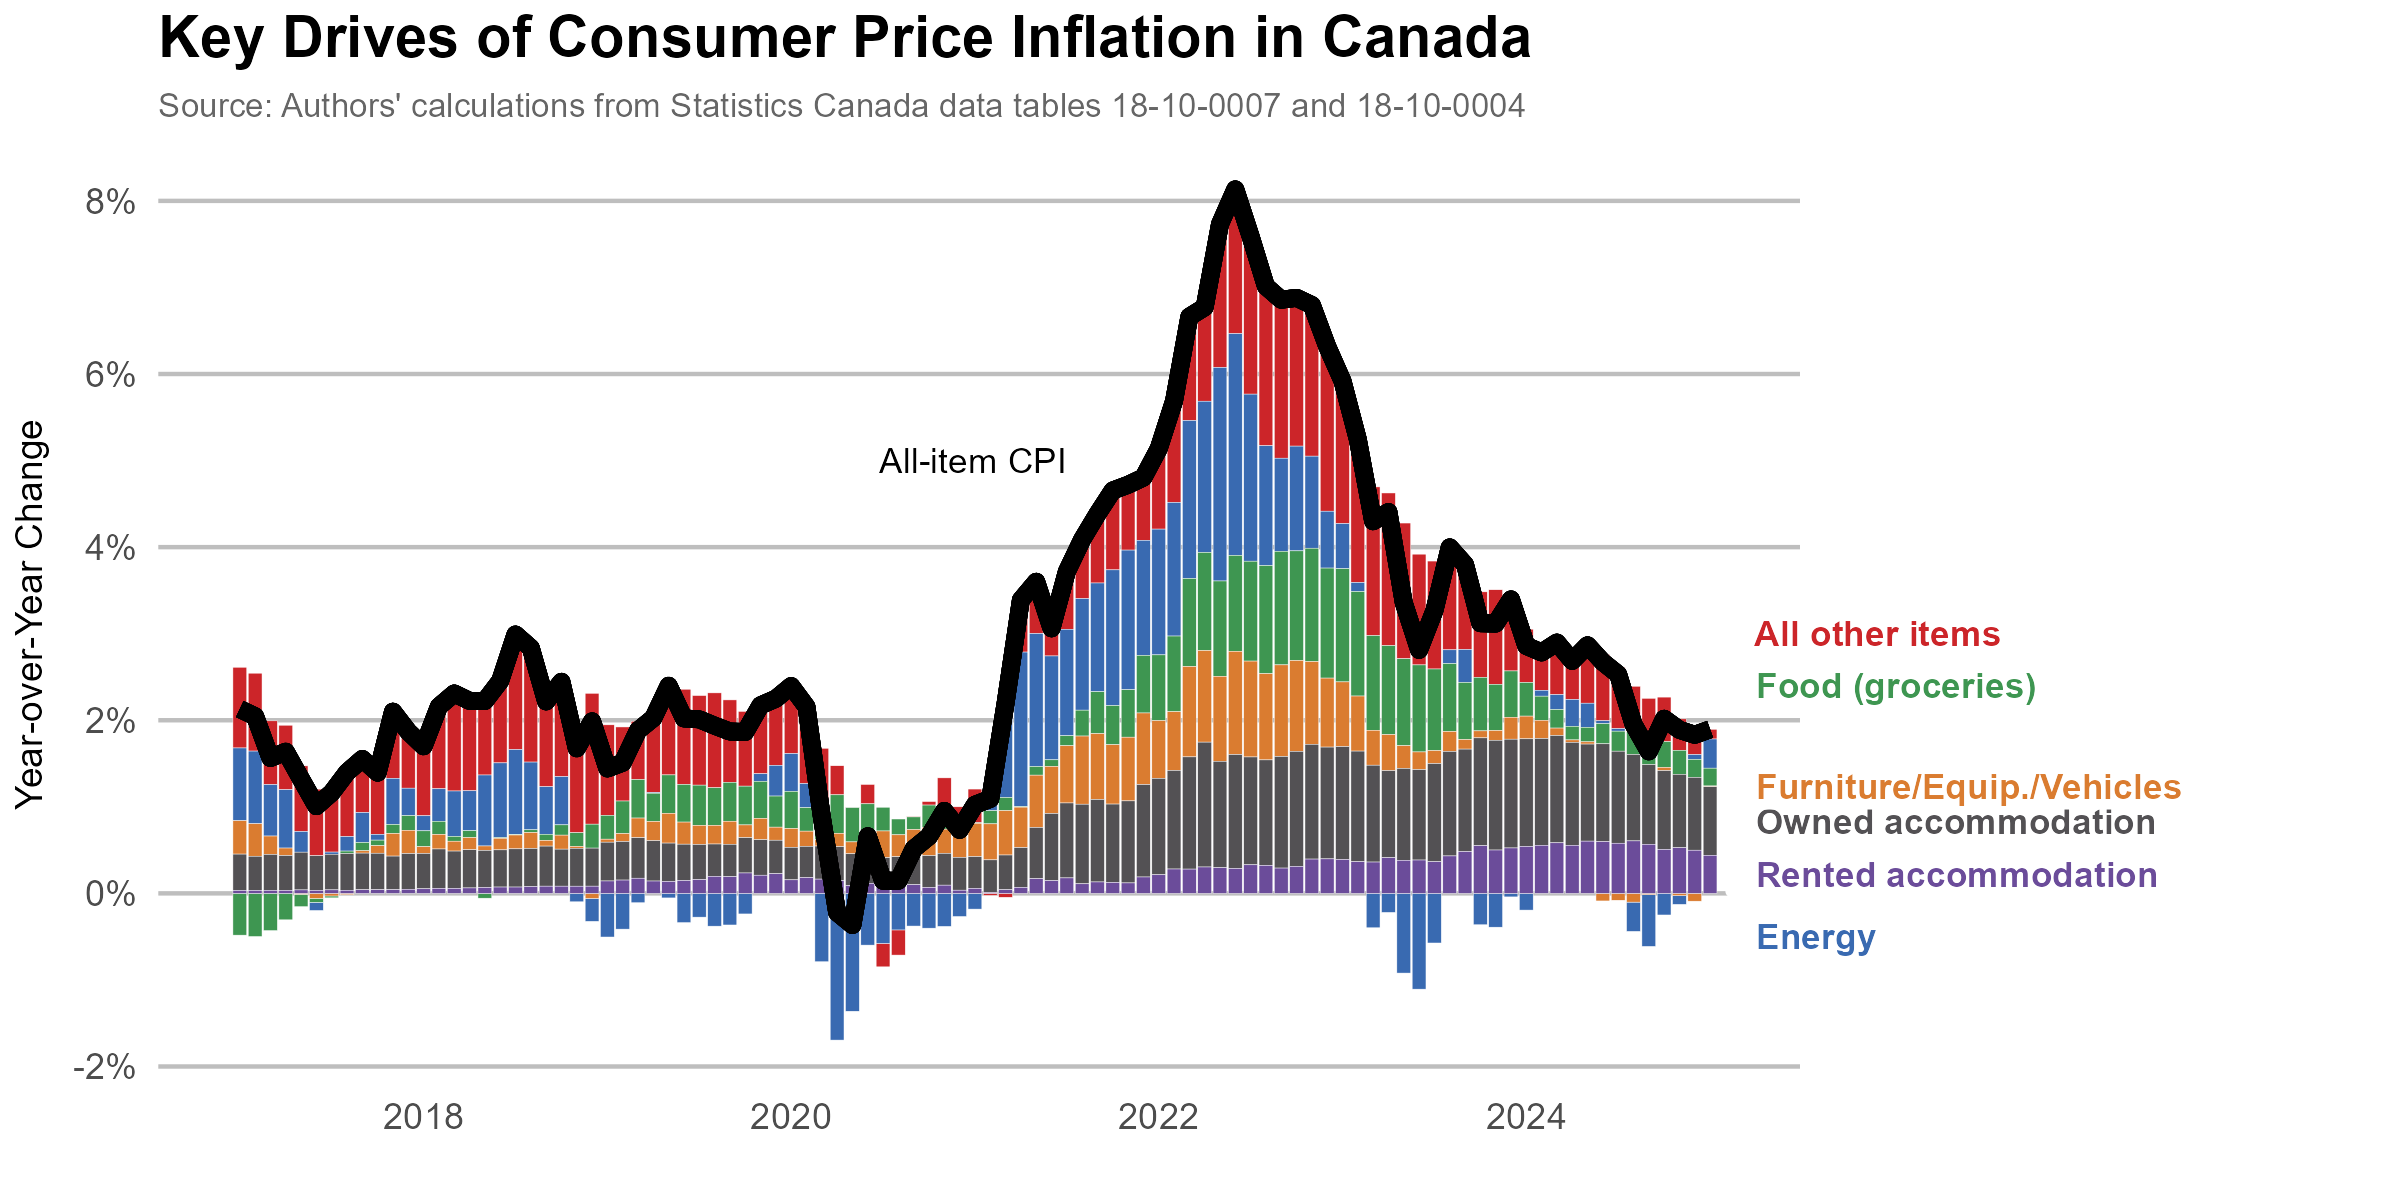 Key Drives of Consumer Price Inflation in Canada
Source: Authors' calculations from Statistics Canada data tables 18-10-0007 and 18-10-0004
Year-over-Year Change
8%
6%
4%
2%
0%
-2%
All-item CPI
All other items
Food (groceries)
Furniture/Equip./Vehicles
Owned accommodation
Rented accommodation
Energy
2018
2020
2022
2024